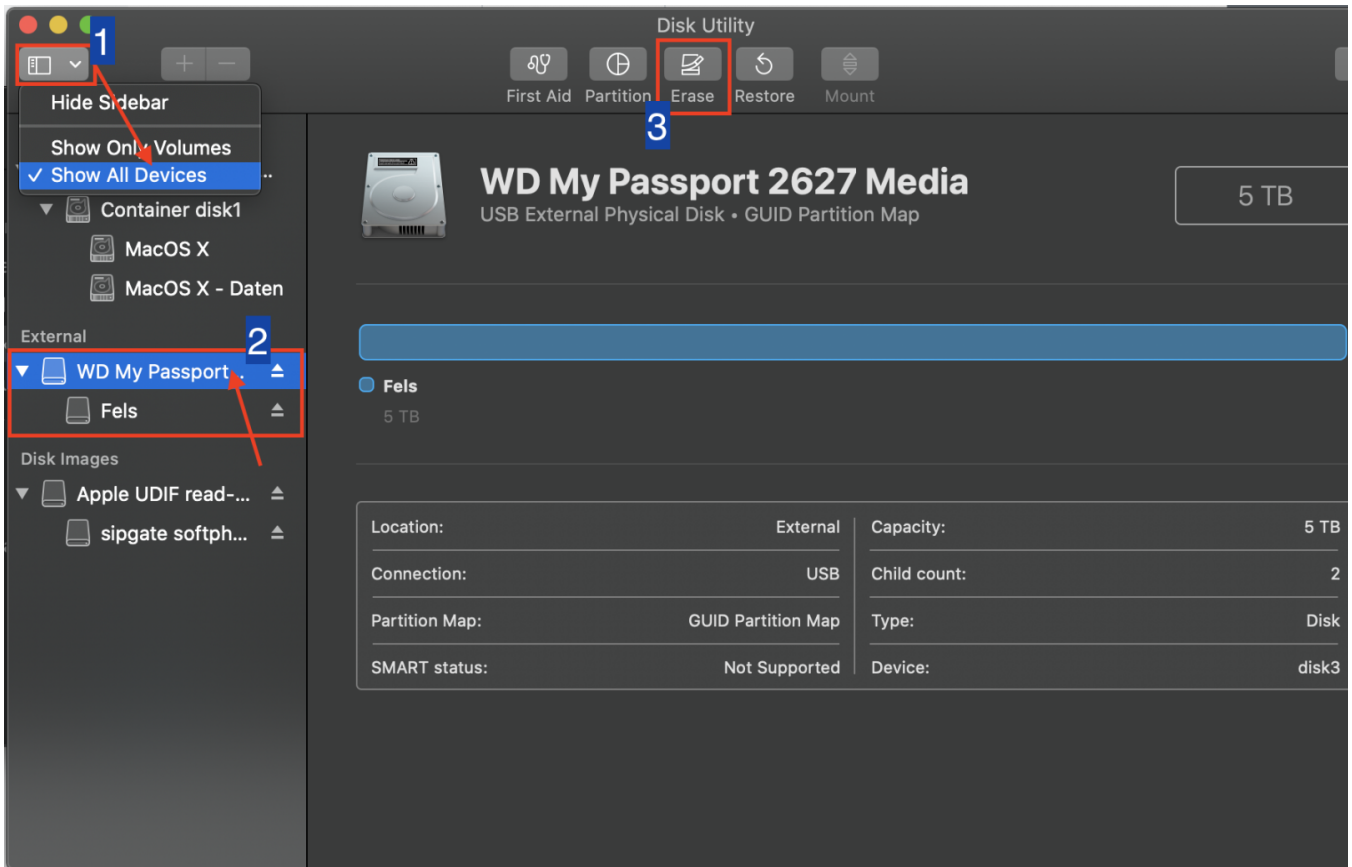 Disk Utility
1
First Aid Partition Erase Restore Mount
3
Hide Sidebar
Show Only Volumes
✓ Show All Devices
..
Container disk1
MacOS X
MacOS X - Daten
External
2
WD My Passport...
Fels
Disk Images
Apple UDIF read-...
sipgate softph...
WD My Passport 2627 Media
USB External Physical Disk • GUID Partition Map
5 TB
Fels
5 TB
Location: External
Connection: USB
Partition Map: GUID Partition Map
SMART status: Not Supported
Capacity: 5 TB
Child count: 2
Type: Disk
Device: disk3